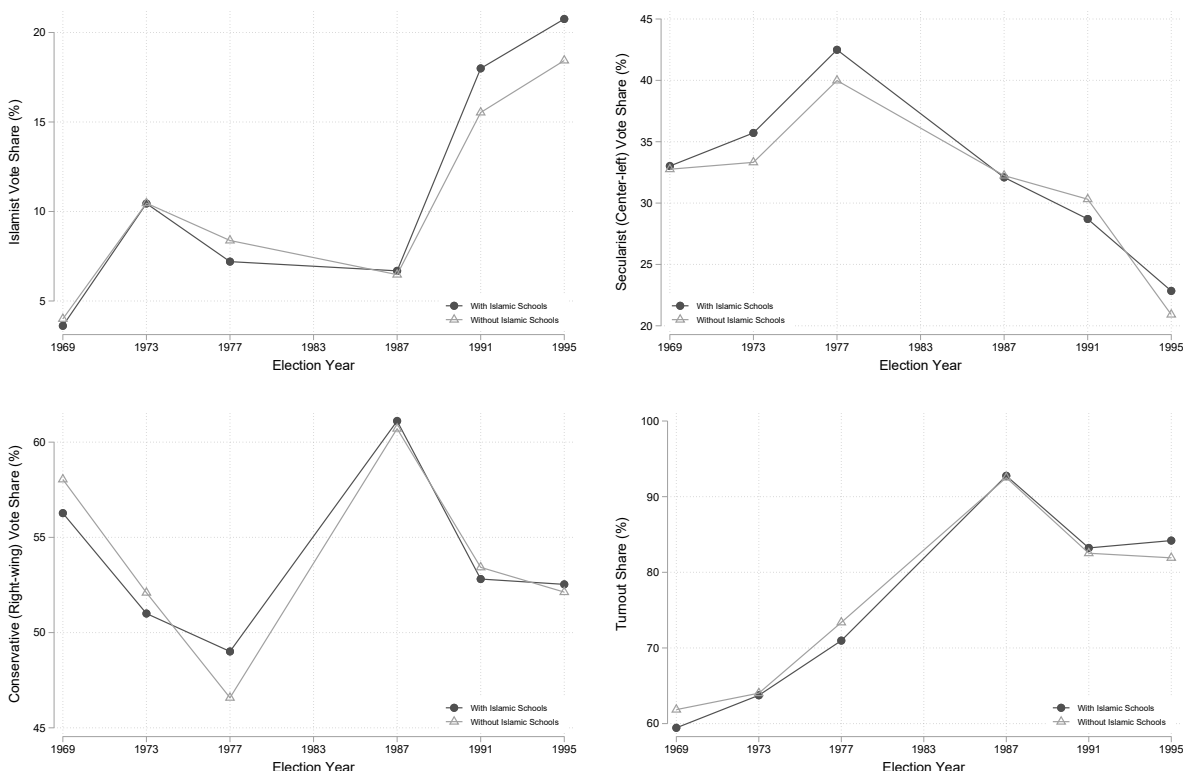 Islamist Vote Share (%)
20
15
10
5
With Islamic Schools
Without Islamic Schools
1969 1973 1977 1983 1987 1991 1995
Election Year
Secularist (Center-left) Vote Share (%)
45
40
35
30
25
20
With Islamic Schools
Without Islamic Schools
1969 1973 1977 1983 1987 1991 1995
Election Year
Conservative (Right-wing) Vote Share (%)
60
55
50
45
With Islamic Schools
Without Islamic Schools
1969 1973 1977 1983 1987 1991 1995
Election Year
Turnout Share (%)
100
90
80
70
60
With Islamic Schools
Without Islamic Schools
1969 1973 1977 1983 1987 1991 1995
Election Year